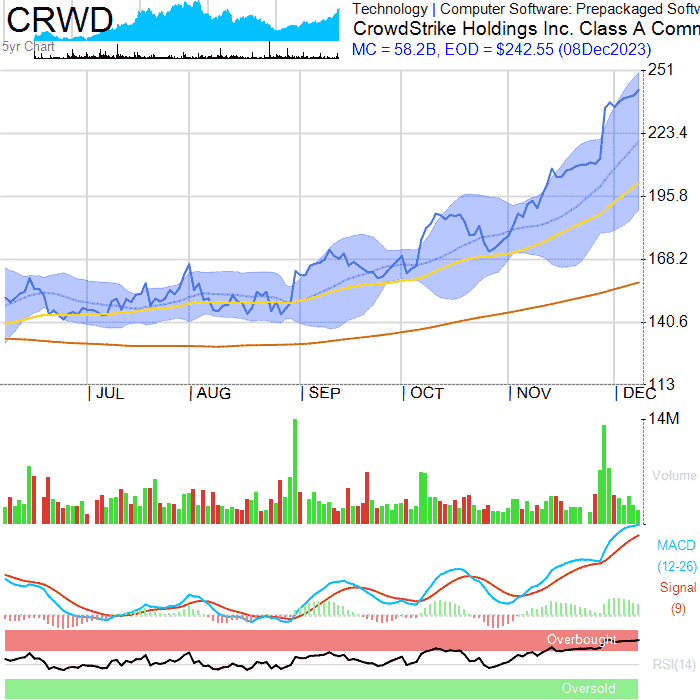 CRWD
5yr Chart
Technology | Computer Software: Prepackaged Softw
CrowdStrike Holdings Inc. Class A Comm
MC = 58.2B, EOD = $242.55 (08Dec2023)
251
223.4
195.8
168.2
140.6
113
JUL AUG SEP OCT NOV DEC
14M
Volume
MACD
(12-26)
Signal
(9)
Overbought
RSI(14)
Oversold